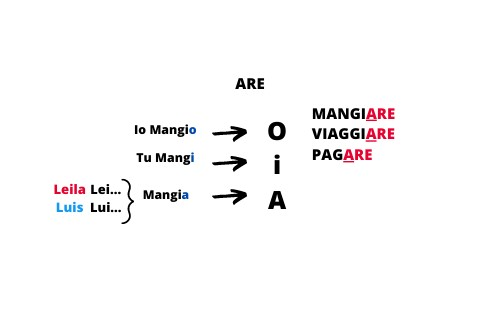 ARE
MANGIARE
VIAGGIARE
PAGARE
Io Mangio O
Tu Mangi i
Leila Lei...
Luis Lui...
Mangia A